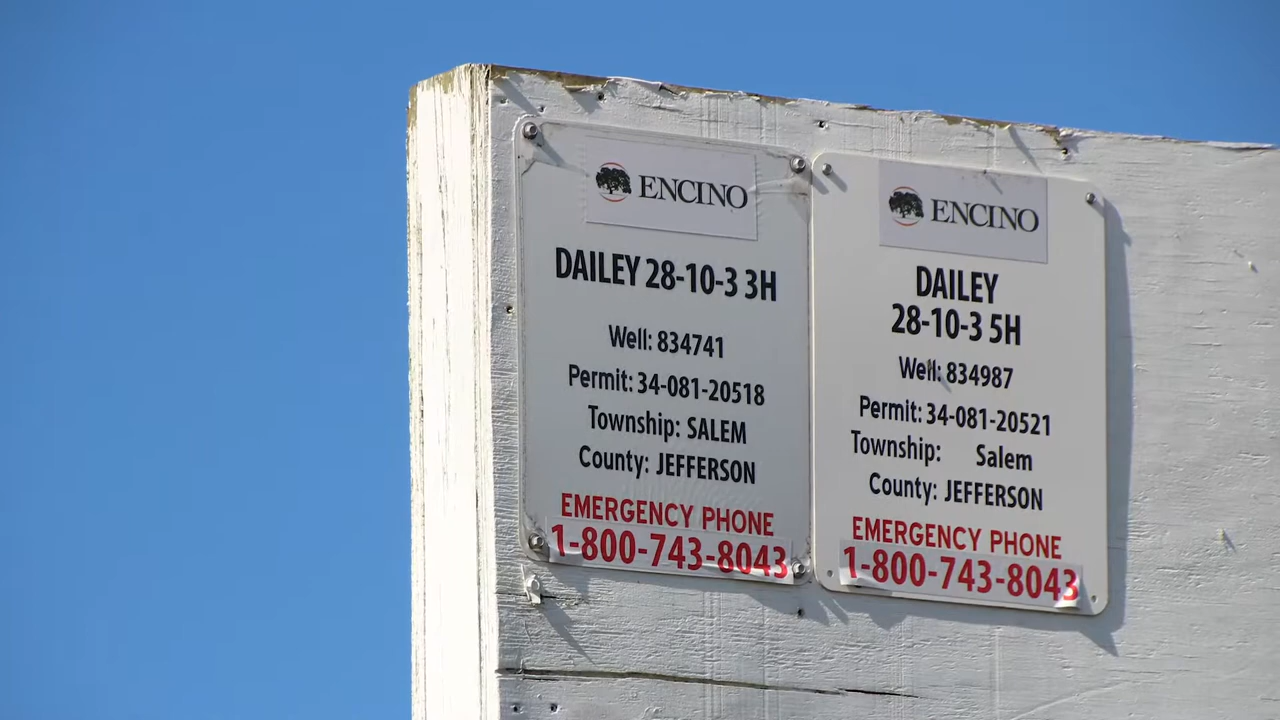 ENCINO
DAILEY 28-10-3 3H
Well: 834741
Permit: 34-081-20518
Township: SALEM
County: JEFFERSON
EMERGENCY PHONE
1-800-743-8043
ENCINO
DAILEY
28-10-3 5H
Well: 834987
Permit: 34-081-20521
Township: Salem
County: JEFFERSON
EMERGENCY PHONE
1-800-743-8043